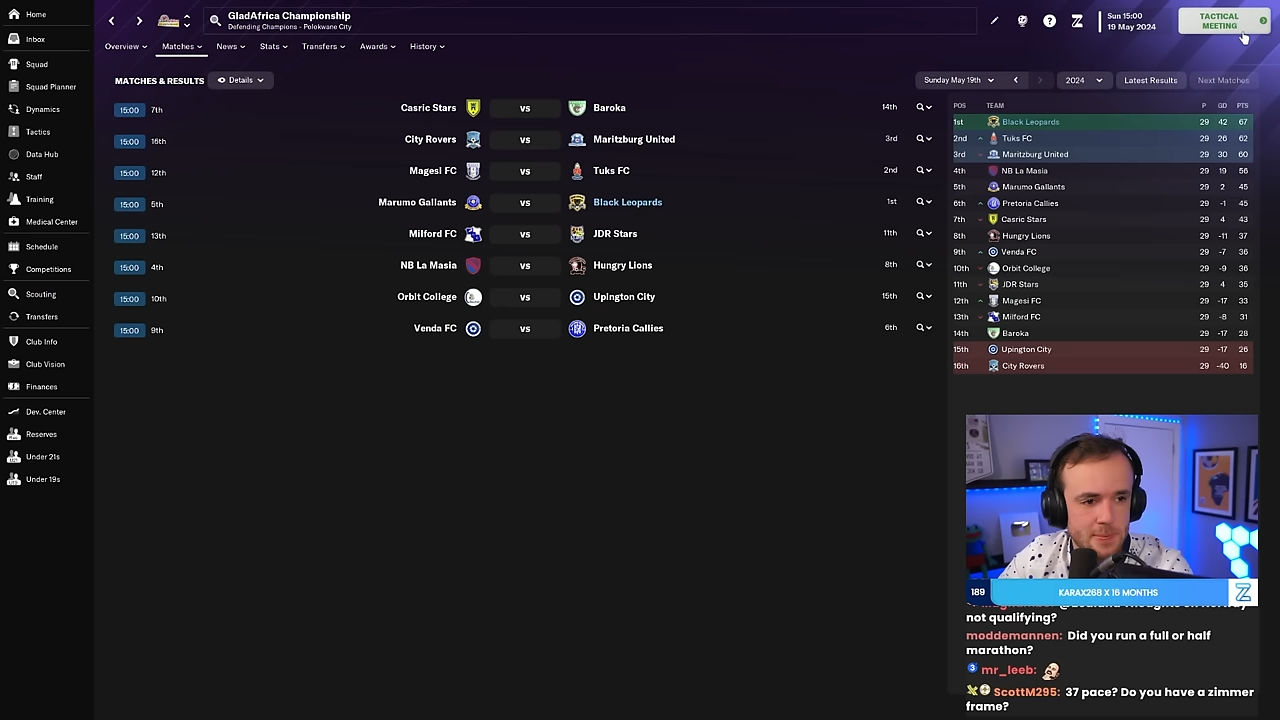 Home
GladAfrica Championship
Defending Champions - Polekwane City
Sun 15:00
19 May 2024
TACTICAL
MEETING
Inbox
Squad
Squad Planner
Dynamics
Tactics
Data Hub
Staff
Training
Medical Center
Schedule
Competitions
Scouting
Transfers
Club Info
Club Vision
Finances
Dev. Center
Reserves
Under 21s
Under 19s
Overview Matches News Stats Transfers Awards History
MATCHES & RESULTS Details Sunday May 19th 2024 Latest Results Next Matches
15:00 7th Casric Stars vs Baroka 14th
15:00 16th City Rovers vs Maritzburg United 3rd
15:00 12th Magesi FC vs Tuks FC 2nd
15:00 5th Marumo Gallants vs Black Leopards 1st
15:00 13th Milford FC vs JDR Stars 11th
15:00 4th NB La Masia vs Hungry Lions 8th
15:00 10th Orbit College vs Upington City 15th
15:00 9th Venda FC vs Pretoria Callies 6th
POS TEAM P GD PTS
1st Black Leopards 29 42 67
2nd Tuks FC 29 26 62
3rd Maritzburg United 29 30 60
4th NB La Masia 29 19 56
5th Marumo Gallants 29 2 45
6th Pretoria Callies 29 -1 45
7th Casric Stars 29 4 43
8th Hungry Lions 29 -11 37
9th Venda FC 29 -7 36
10th Orbit College 29 -9 36
11th JDR Stars 29 4 35
12th Magesi FC 29 -17 33
13th Milford FC 29 -8 31
14th Baroka 29 -17 28
15th Upington City 29 -17 26
16th City Rovers 29 -40 16
189 KARAX268 X 16 MONTHS Z
not qualifying?
moddemannen: Did you run a full or half
marathon?
3 mr_leeb:
ScottM295: 37 pace? Do you have a zimmer
frame?